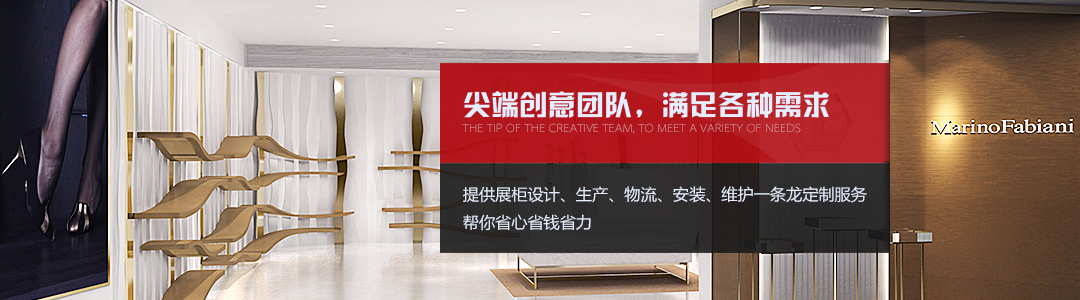 尖端创意团队，满足各种需求
THE TIP OF THE CREATIVE TEAM, TO MEET A VARIETY OF NEEDS
MarinoFabiani
提供展柜设计、生产、物流、安装、维护一条龙定制服务
帮你省心省钱省力